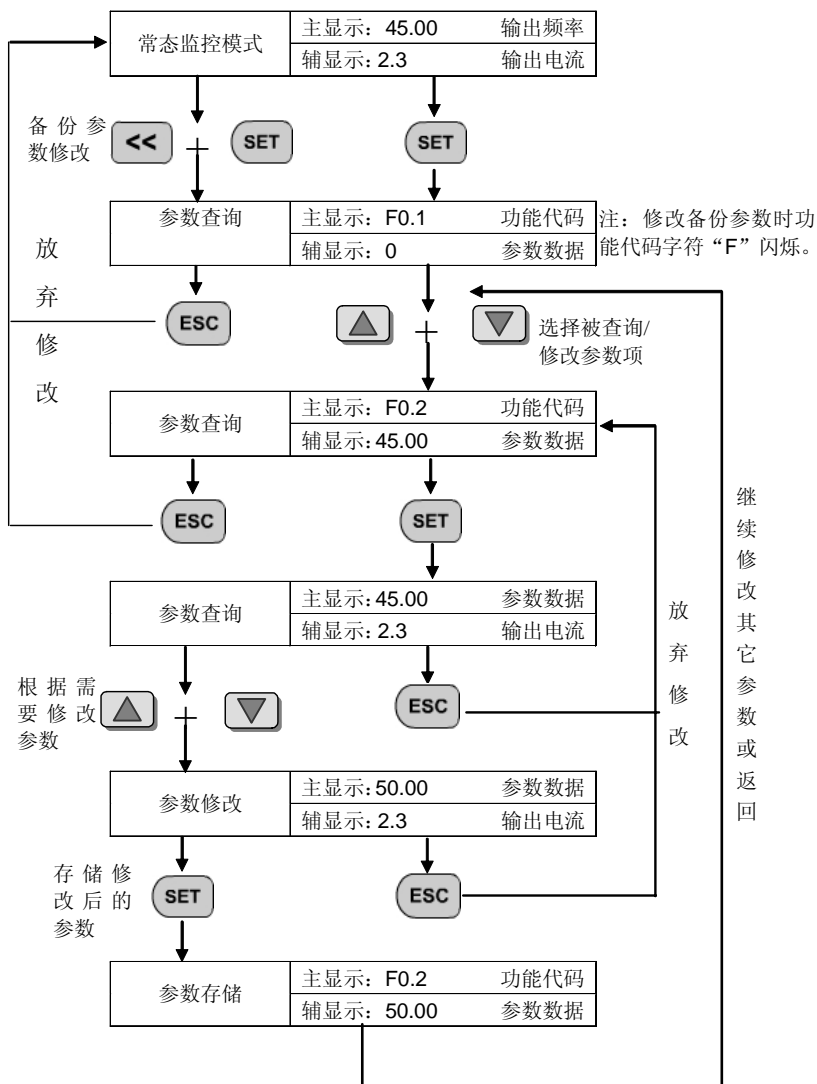 常态监控模式
主显示：45.00 输出频率
辅显示：2.3 输出电流
备份参
数修改
<<
SET
SET
参数查询
主显示：F0.1 功能代码
辅显示：0 参数数据
注：修改备份参数时功
能代码字符“F”闪烁。
放弃修改
ESC
选择被查询/
修改参数项
参数查询
主显示：F0.2 功能代码
辅显示：45.00 参数数据
ESC
SET
继续修改其它参数或返回
参数查询
主显示：45.00 参数数据
辅显示：2.3 输出电流
放弃修改
根据需
要修改
参数
ESC
参数修改
主显示：50.00 参数数据
辅显示：2.3 输出电流
存储修
改后的
参数
SET
ESC
参数存储
主显示：F0.2 功能代码
辅显示：50.00 参数数据